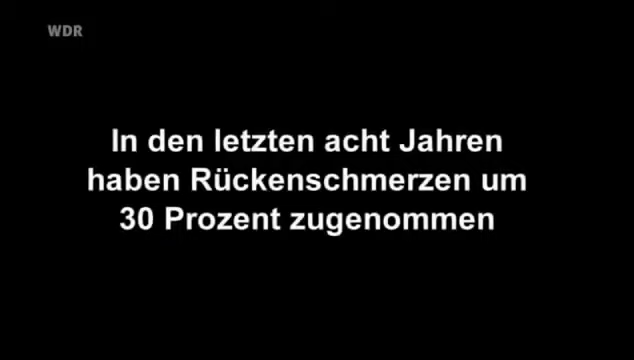 WDR
In den letzten acht Jahren
haben Rückenschmerzen um
30 Prozent zugenommen